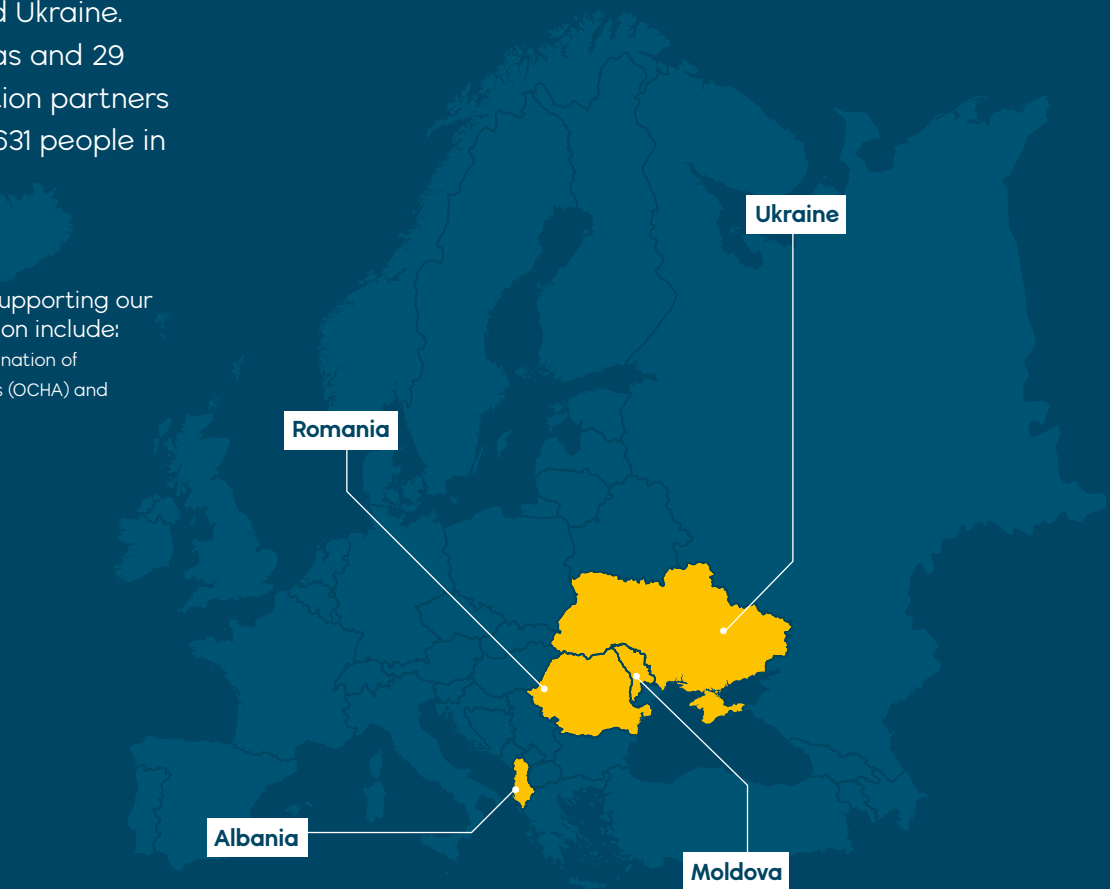 d Ukraine.
as and 29
tion partners
631 people in
upporting our
on include:
nation of
s (OCHA) and
Ukraine
Romania
Albania
Moldova